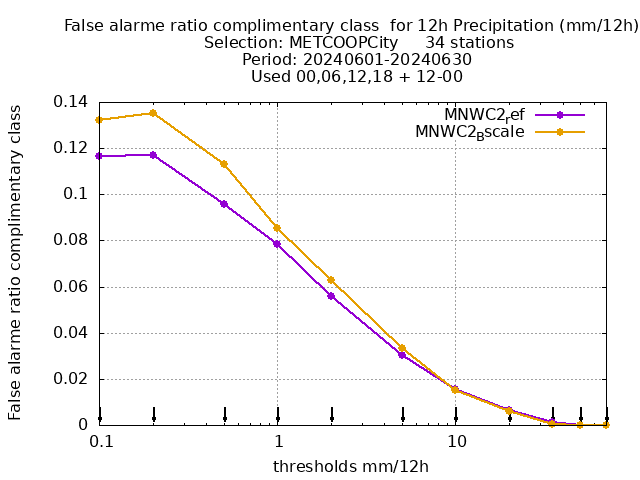 False alarme ratio complimentary class  for 12h Precipitation (mm/12h)
Selection: METCOOPCity     34 stations
Period: 20240601-20240630
Used 00,06,12,18 + 12-00
MNWC2ref
MNWC2Bscale
False alarme ratio complimentary class
0.14
0.12
0.1
0.08
0.06
0.04
0.02
0
0.1 1 10
thresholds mm/12h